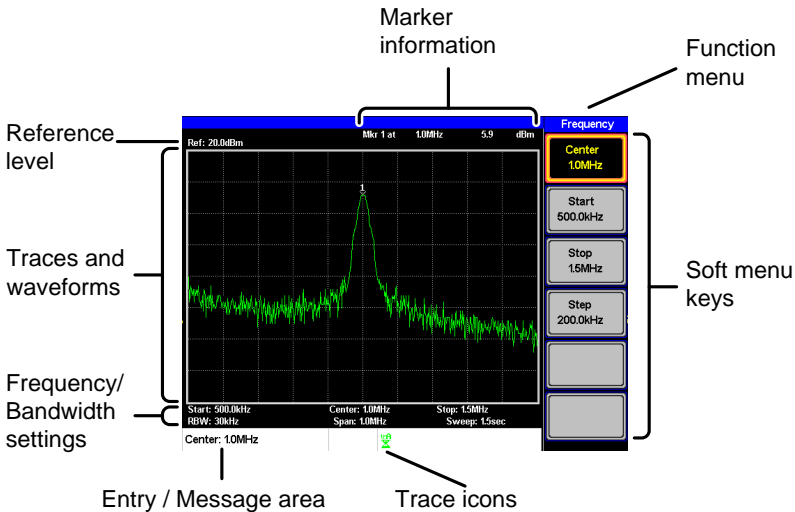 Marker
information
Function
menu
Reference
level
Traces and
waveforms
Frequency/
Bandwidth
settings
Mkr 1 at 1.0MHz 5.9 dBm
Ref: 20.0dBm
1
Start: 500.0kHz Center: 1.0MHz Stop: 1.5MHz
RBW: 30kHz Span: 1.0MHz Sweep: 1.5sec
Center: 1.0MHz
Frequency
Center
1.0MHz
Start
500.0kHz
Stop
1.5MHz
Step
200.0kHz
Soft menu
keys
Entry / Message area
Trace icons